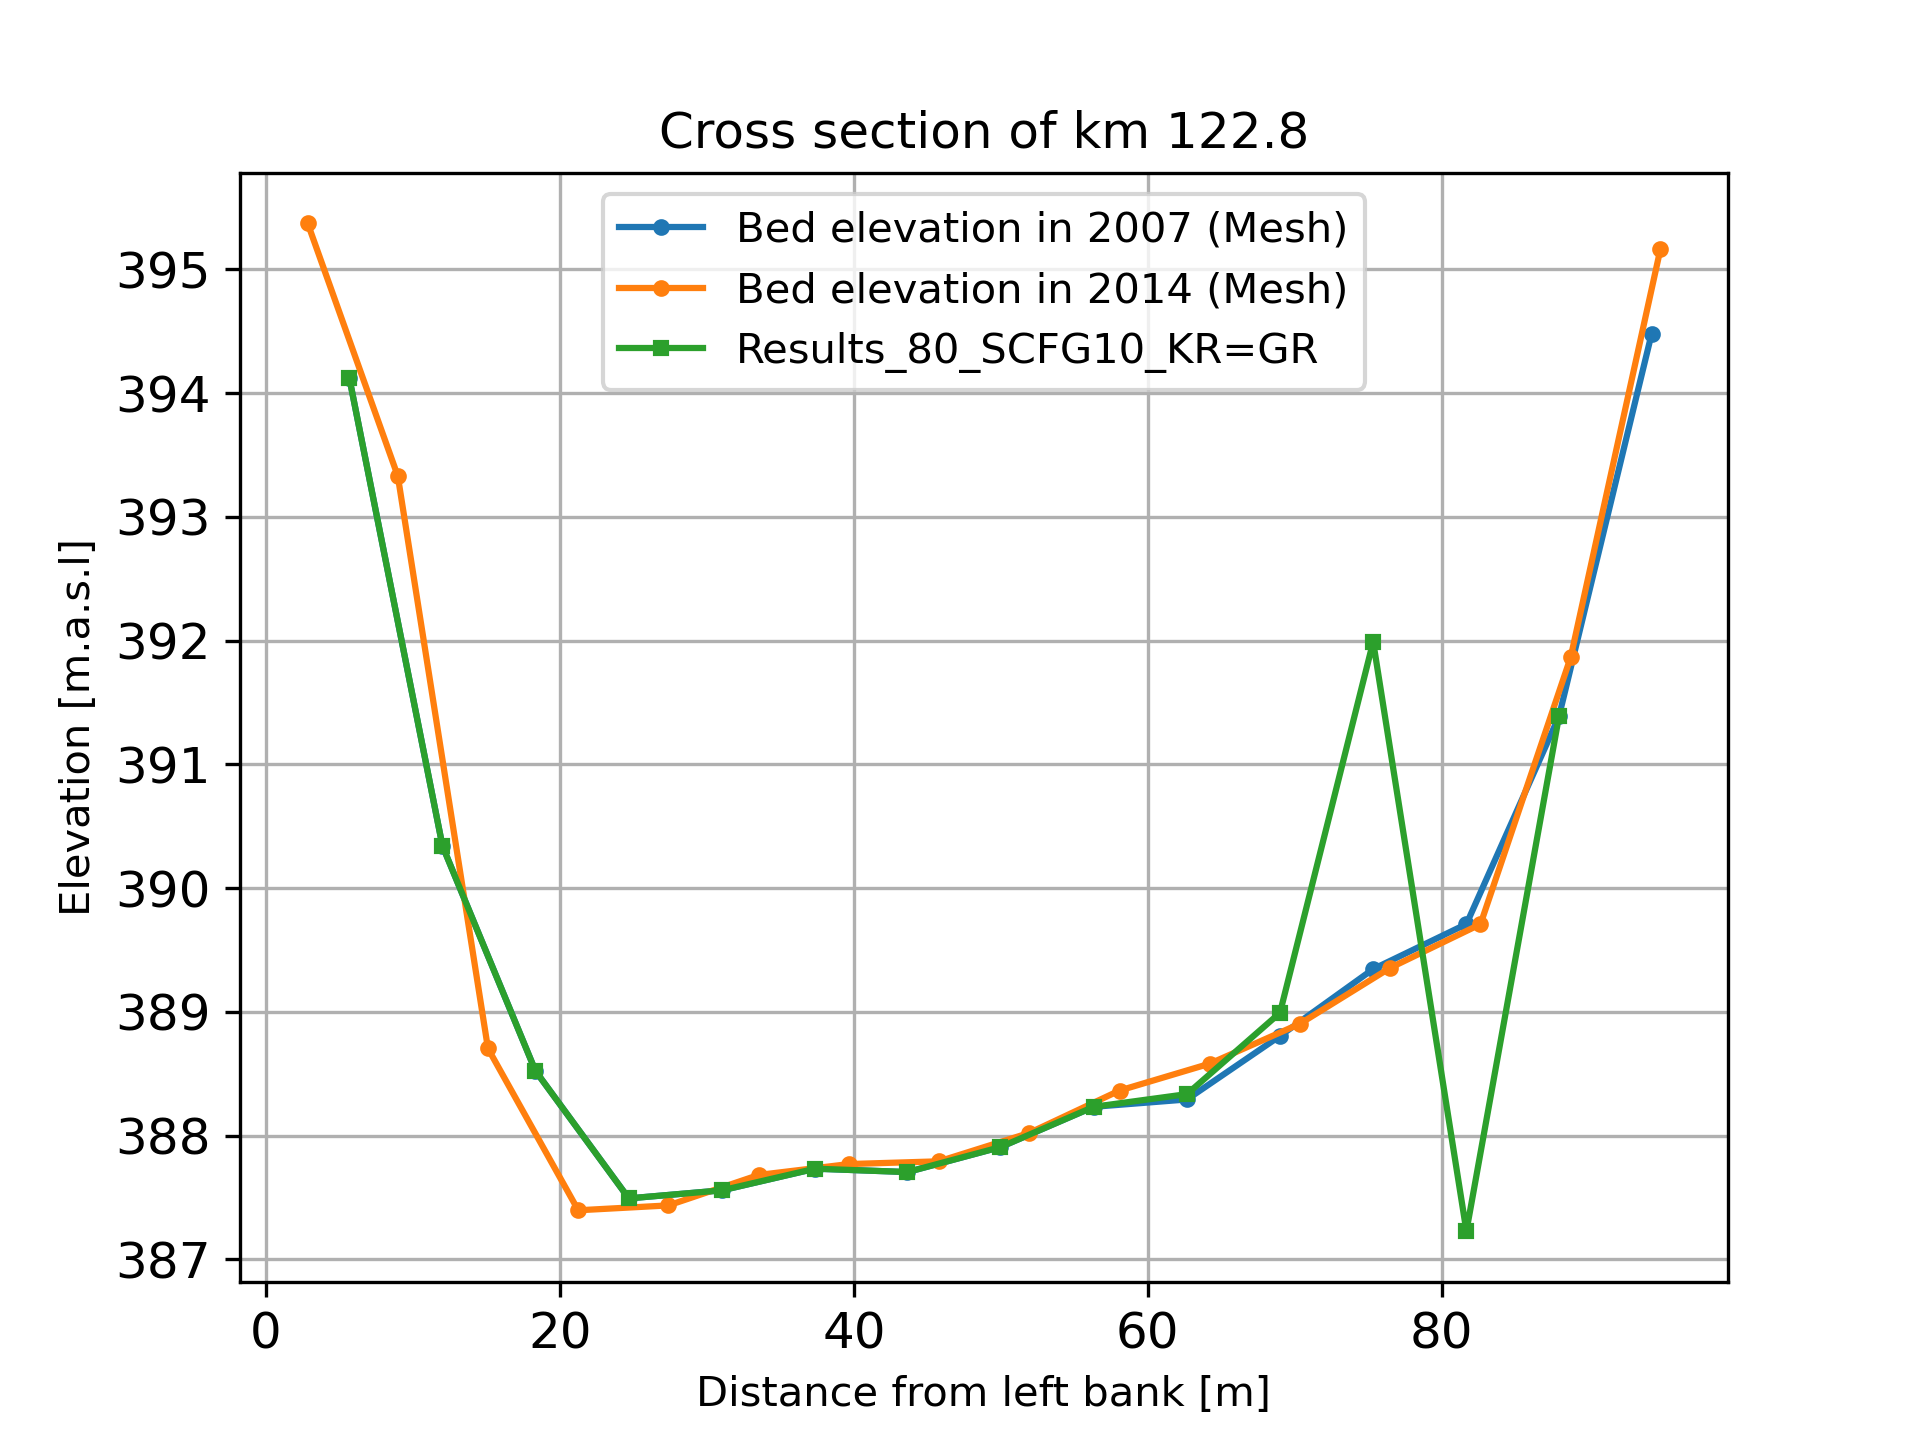 Cross section of km 122.8
Bed elevation in 2007 (Mesh)
Bed elevation in 2014 (Mesh)
Results_80_SCFG10_KR=GR
Elevation [m.a.s.l]
395
394
393
392
391
390
389
388
387
0 20 40 60 80
Distance from left bank [m]